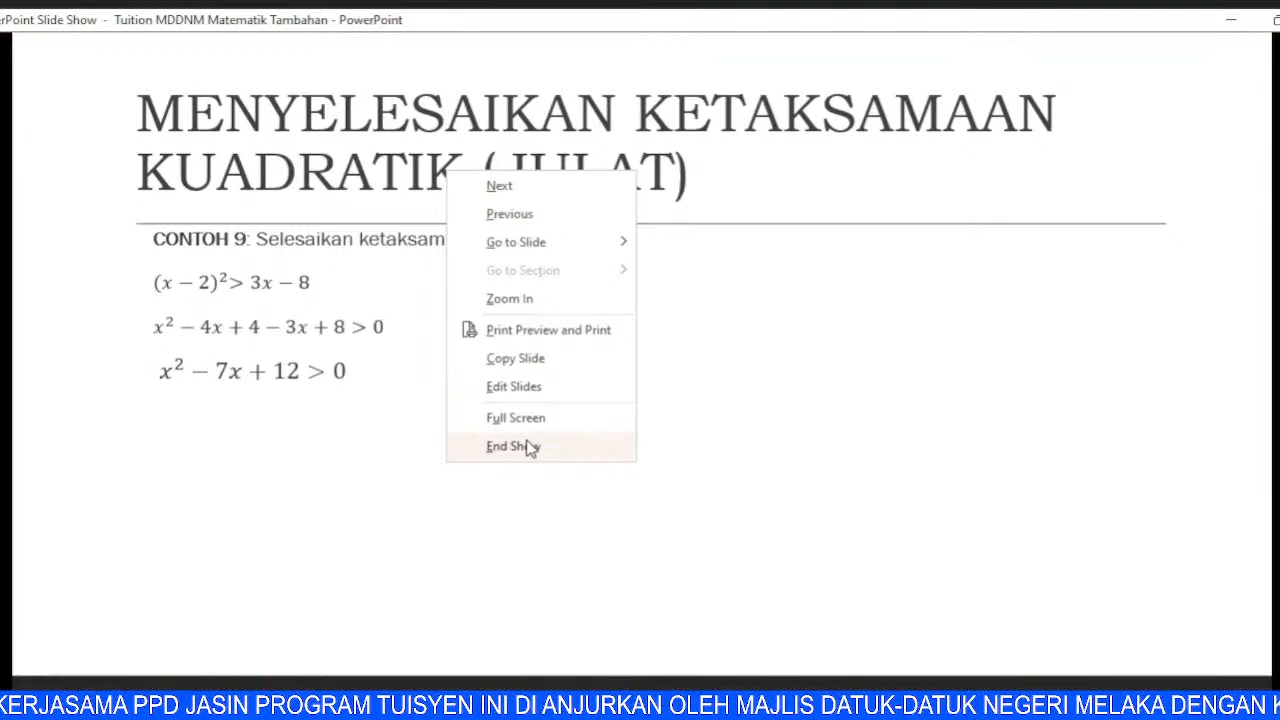 rPoint Slide Show - Tuition MDDNM Matematik Tambahan - PowerPoint
MENYELESAIKAN KETAKSAMAAN
KUADRATIK (JULAT)
CONTOH 9: Selesaikan ketaksam
(x − 2)²> 3x − 8
x² − 4x + 4 − 3x + 8 > 0
x² − 7x + 12 > 0
Next
Previous
Go to Slide
Go to Section
Zoom In
Print Preview and Print
Copy Slide
Edit Slides
Full Screen
End Show
KERJASAMA PPD JASIN PROGRAM TUISYEN INI DI ANJURKAN OLEH MAJLIS DATUK-DATUK NEGERI MELAKA DENGAN K